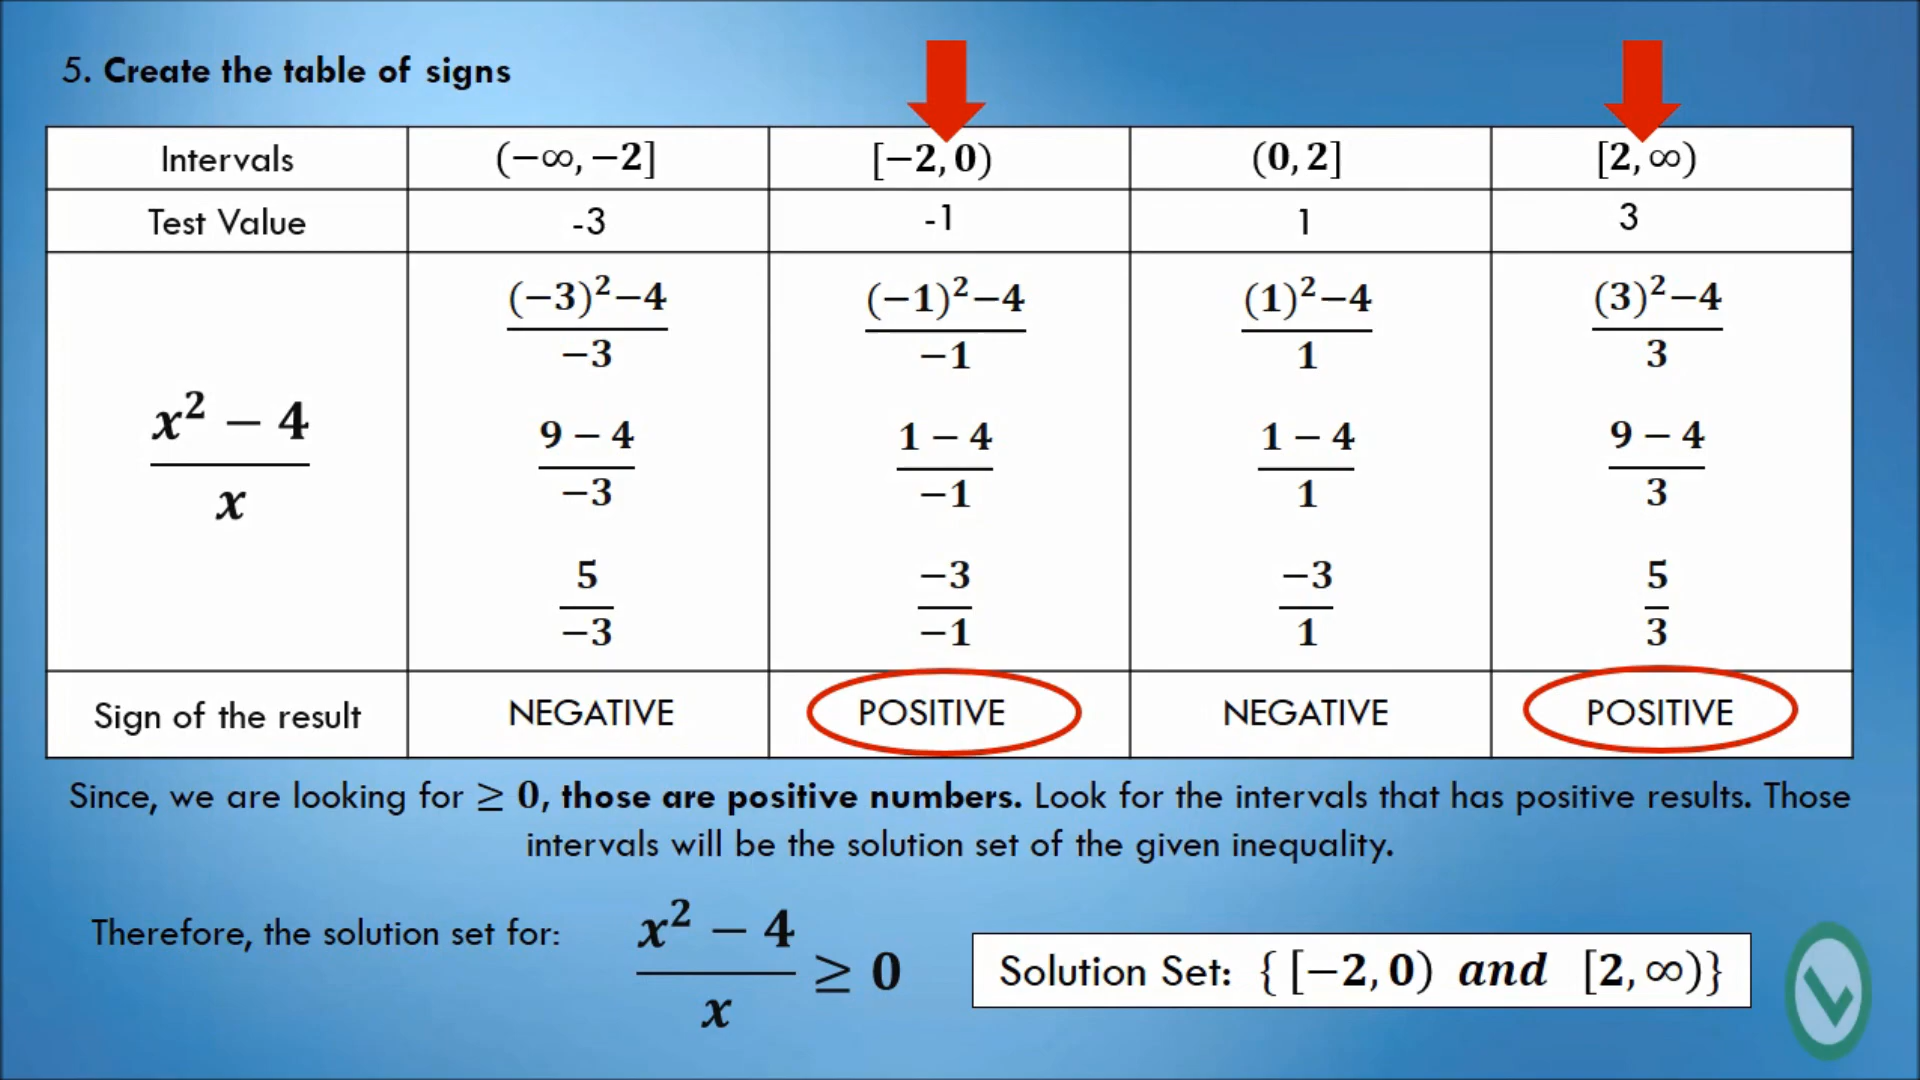 5. Create the table of signs
Intervals (−∞, −2] [−2, 0) (0, 2] [2, ∞)
Test Value -3 -1 1 3
x² − 4 / x
(−3)²−4 / −3 (−1)²−4 / −1 (1)²−4 / 1 (3)²−4 / 3
9 − 4 / −3 1 − 4 / −1 1 − 4 / 1 9 − 4 / 3
5 / −3 −3 / −1 −3 / 1 5 / 3
Sign of the result NEGATIVE POSITIVE NEGATIVE POSITIVE
Since, we are looking for ≥ 0, those are positive numbers. Look for the intervals that has positive results. Those
intervals will be the solution set of the given inequality.
Therefore, the solution set for: x² − 4 / x ≥ 0
Solution Set: { [−2, 0) and [2, ∞)}